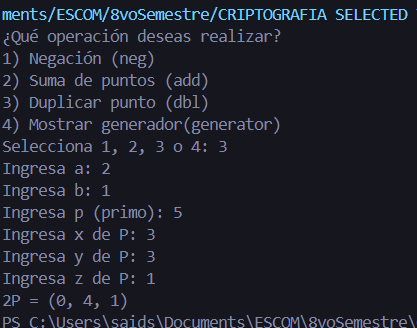 ments/ESCOM/8voSemestre/CRIPTOGRAFIA SELECTED
¿Qué operación deseas realizar?
1) Negación (neg)
2) Suma de puntos (add)
3) Duplicar punto (dbl)
4) Mostrar generador(generator)
Selecciona 1, 2, 3 o 4: 3
Ingresa a: 2
Ingresa b: 1
Ingresa p (primo): 5
Ingresa x de P: 3
Ingresa y de P: 3
Ingresa z de P: 1
2P = (0, 4, 1)
PS C:\Users\saids\Documents\ESCOM\8voSemestre\